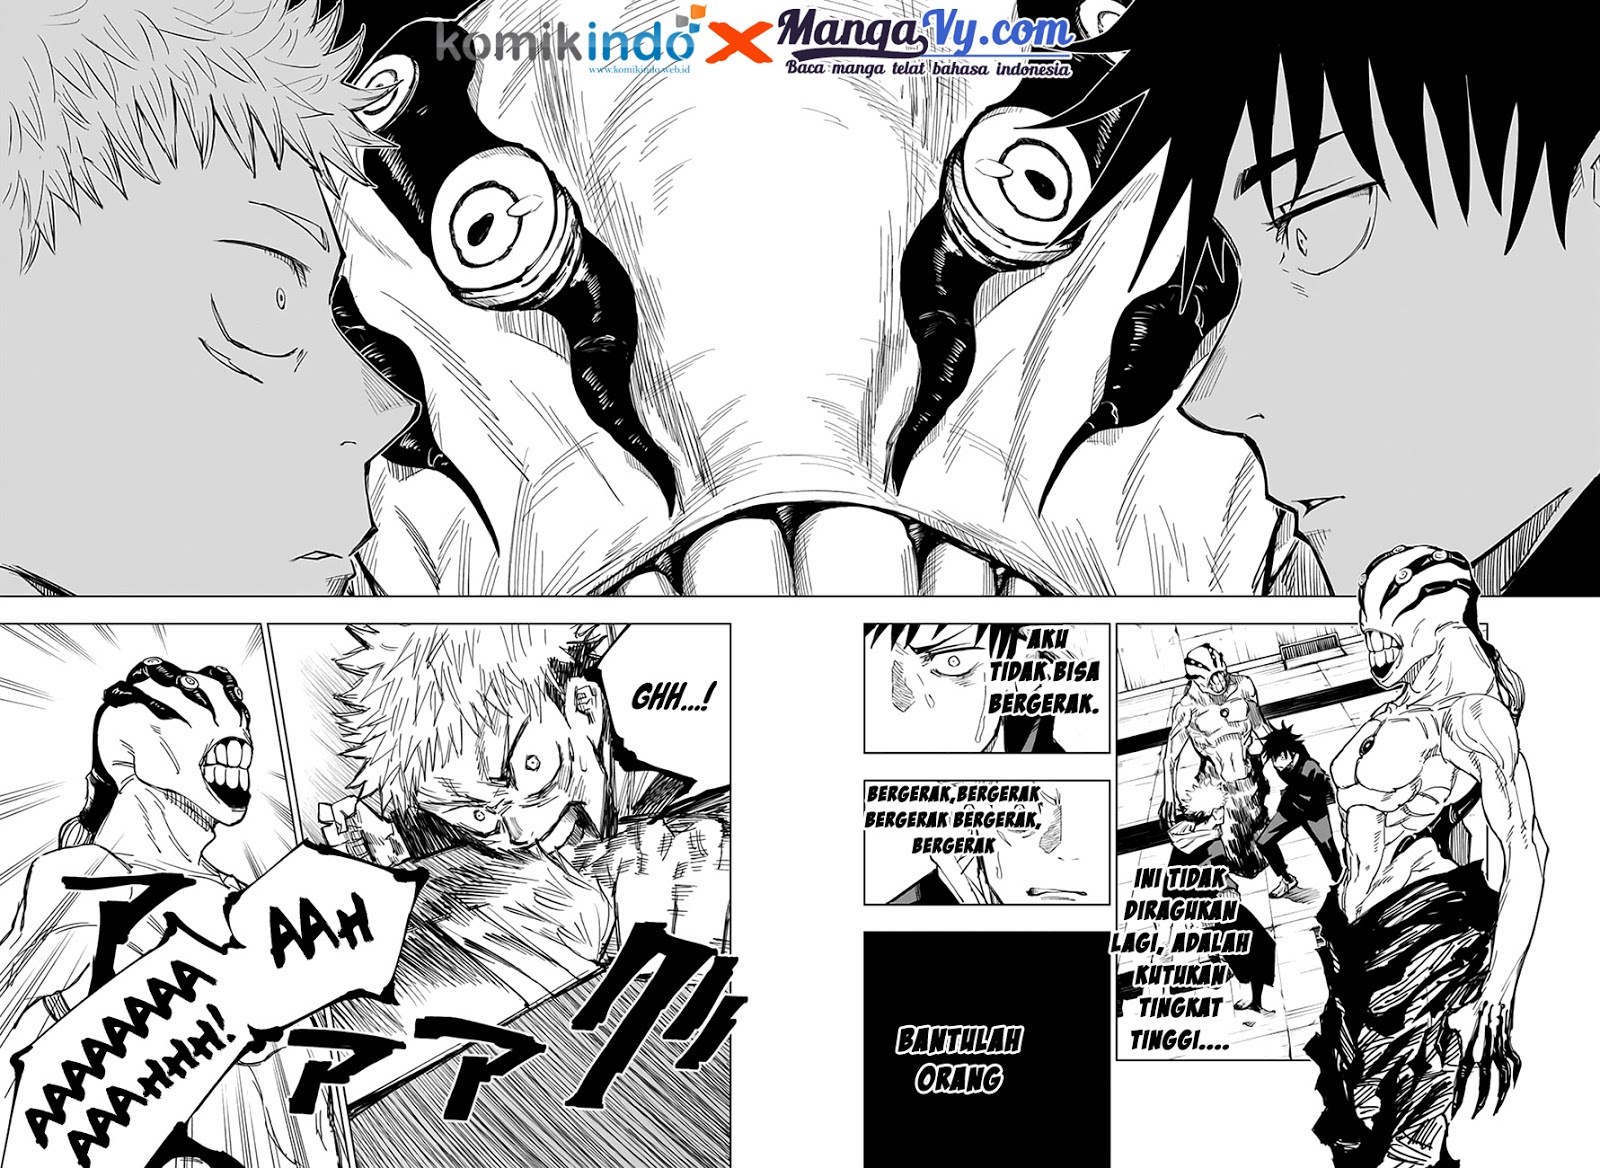 komikindo X MangaVy.com
www.komikindo.web.id
Baca manga telat bahasa indonesia
INI TIDAK
DIRAGUKAN
LAGI, ADALAH
KUTUKAN
TINGKAT
TINGGI....
AKU
TIDAK BISA
BERGERAK.
BERGERAK,BERGERAK
BERGERAK BERGERAK,
BERGERAK
BANTULAH
ORANG
GHH...!
グッ
AAH
AAAAAAAA
AAAHHH!
アアア